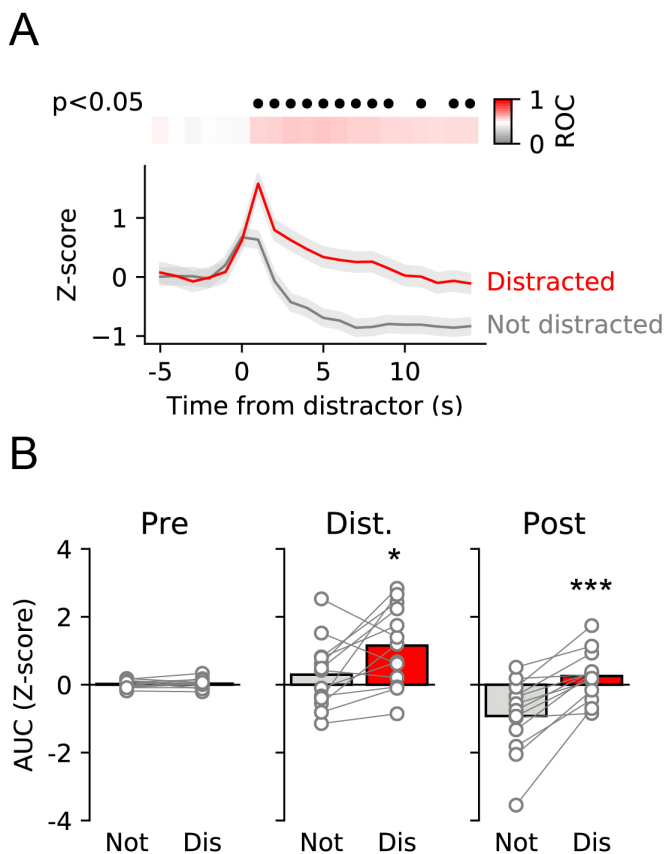 A
p<0.05
1
0
ROC
Z-score
1
0
−1
Distracted
Not distracted
-5
0
5
10
Time from distractor (s)
B
Pre
Dist.
Post
AUC (Z-score)
4
2
0
-2
-4
*
***
Not
Dis
Not
Dis
Not
Dis